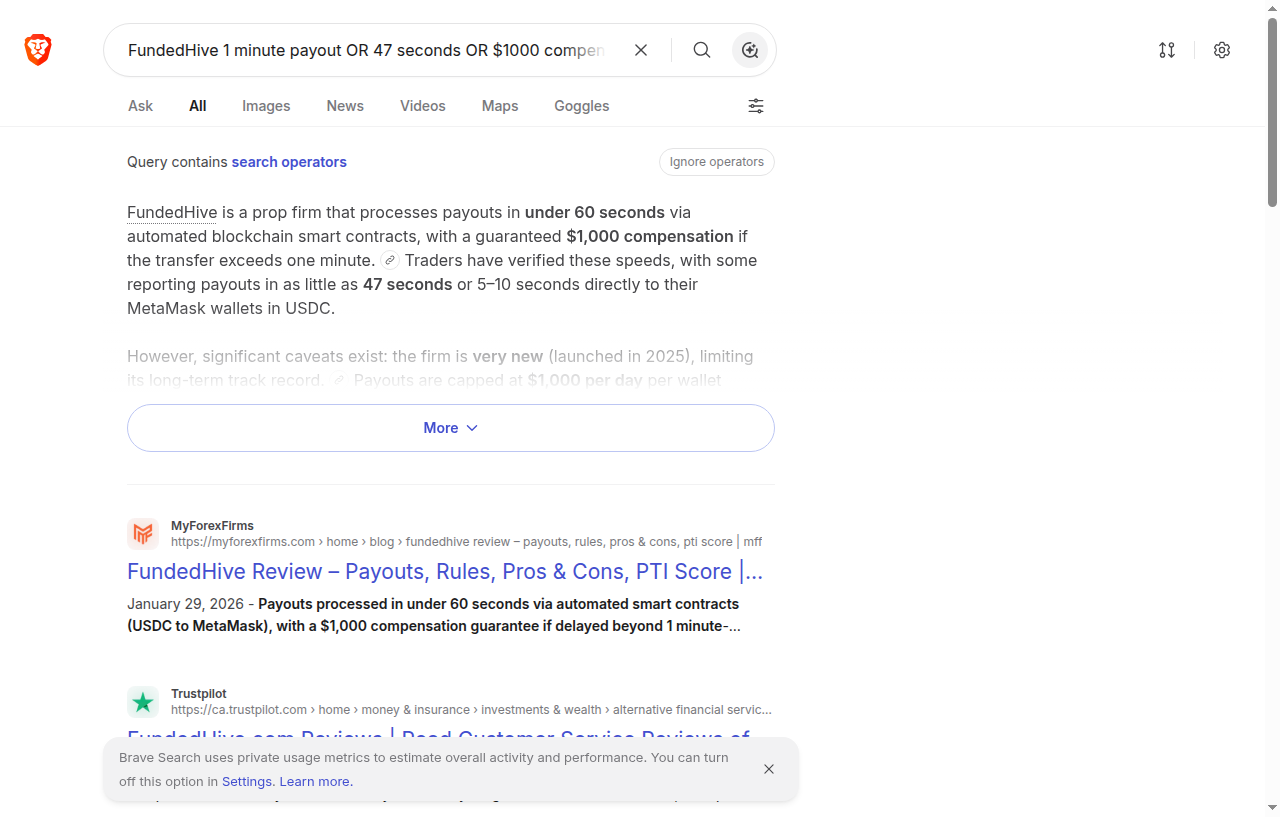 FundedHive 1 minute payout OR 47 seconds OR $1000 compen
Ask
All
Images
News
Videos
Maps
Goggles
Query contains search operators
Ignore operators
FundedHive is a prop firm that processes payouts in under 60 seconds via
automated blockchain smart contracts, with a guaranteed $1,000 compensation if
the transfer exceeds one minute. Traders have verified these speeds, with some
reporting payouts in as little as 47 seconds or 5–10 seconds directly to their
MetaMask wallets in USDC.
However, significant caveats exist: the firm is very new (launched in 2025), limiting
its long-term track record. Payouts are capped at $1,000 per day per wallet
More
MyForexFirms
https://myforexfirms.com › home › blog › fundedhive review – payouts, rules, pros & cons, pti score | mff
FundedHive Review – Payouts, Rules, Pros & Cons, PTI Score |...
January 29, 2026 - Payouts processed in under 60 seconds via automated smart contracts
(USDC to MetaMask), with a $1,000 compensation guarantee if delayed beyond 1 minute-...
Trustpilot
https://ca.trustpilot.com › home › money & insurance › investments & wealth › alternative financial servic...
FundedHive.com Reviews | Read Customer Service Reviews of
Brave Search uses private usage metrics to estimate overall activity and performance. You can turn
off this option in Settings. Learn more.